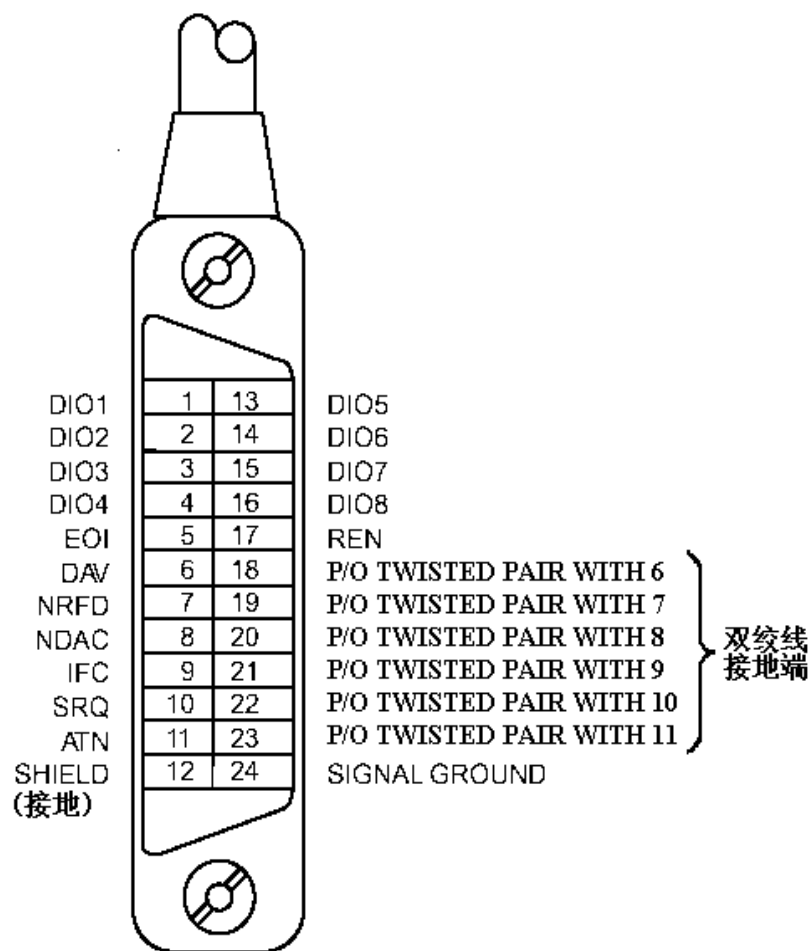 DIO1 1 13 DIO5
DIO2 2 14 DIO6
DIO3 3 15 DIO7
DIO4 4 16 DIO8
EOI 5 17 REN
DAV 6 18 P/O TWISTED PAIR WITH 6
NRFD 7 19 P/O TWISTED PAIR WITH 7
NDAC 8 20 P/O TWISTED PAIR WITH 8
IFC 9 21 P/O TWISTED PAIR WITH 9
SRQ 10 22 P/O TWISTED PAIR WITH 10
ATN 11 23 P/O TWISTED PAIR WITH 11
SHIELD 12 24 SIGNAL GROUND
(接地)
双绞线
接地端